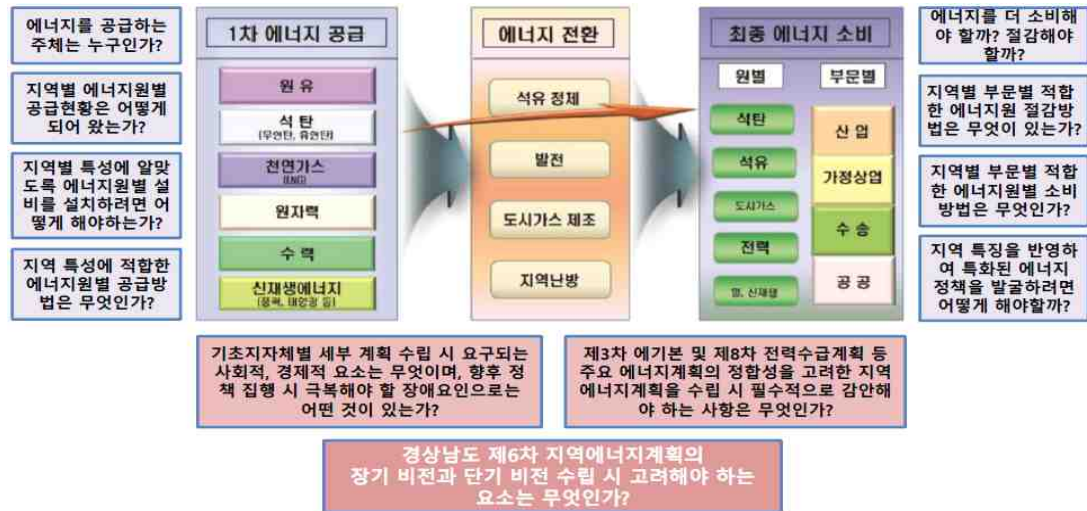 에너지를 공급하는
주체는 누구인가?
지역별 에너지원별
공급현황은 어떻게
되어 왔는가?
지역별 특성에 알맞
도록 에너지원별 설
비를 설치하려면 어
떻게 해야하는가?
지역 특성에 적합한
에너지원별 공급방
법은 무엇인가?
1차 에너지 공급
원 유
석 탄
(무연탄, 유연탄)
천연가스
(LNG)
원자력
수 력
신재생에너지
(풍력, 태양광 등)
에너지 전환
석유 정제
발전
도시가스 제조
지역난방
최종 에너지 소비
원별
부문별
석탄
석유
도시가스
전력
열, 신재생
산 업
가정상업
수 송
공 공
에너지를 더 소비해
야 할까? 절감해야
할까?
지역별 부문별 적합
한 에너지원 절감방
법은 무엇이 있는가?
지역별 부문별 적합
한 에너지원별 소비
방법은 무엇인가?
지역 특징을 반영하
여 특화된 에너지
정책을 발굴하려면
어떻게 해야할까?
기초지자체별 세부 계획 수립 시 요구되는
사회적, 경제적 요소는 무엇이며, 향후 정
책 집행 시 극복해야 할 장애요인으로는
어떤 것이 있는가?
제3차 에기본 및 제8차 전력수급계획 등
주요 에너지계획의 정합성을 고려한 지역
에너지계획을 수립 시 필수적으로 감안해
야 하는 사항은 무엇인가?
경상남도 제6차 지역에너지계획의
장기 비전과 단기 비전 수립 시 고려해야 하는
요소는 무엇인가?